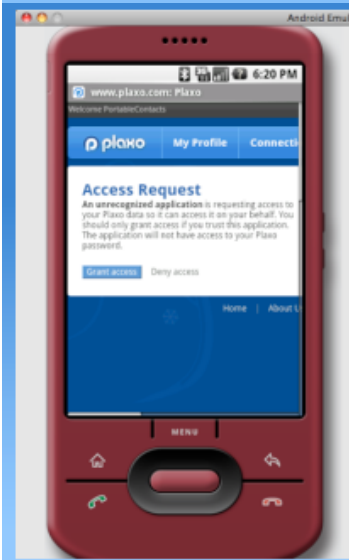 Android Emul
6:20 PM
www.plaxo.com: Plaxo
Welcome PortableContacts
plaxo My Profile Connecti
Access Request
An unrecognized application is requesting access to
your Plaxo data so it can access it on your behalf. You
should only grant access if you trust this application.
The application will not have access to your Plaxo
password.
Grant access Deny access
Home | About U
MENU